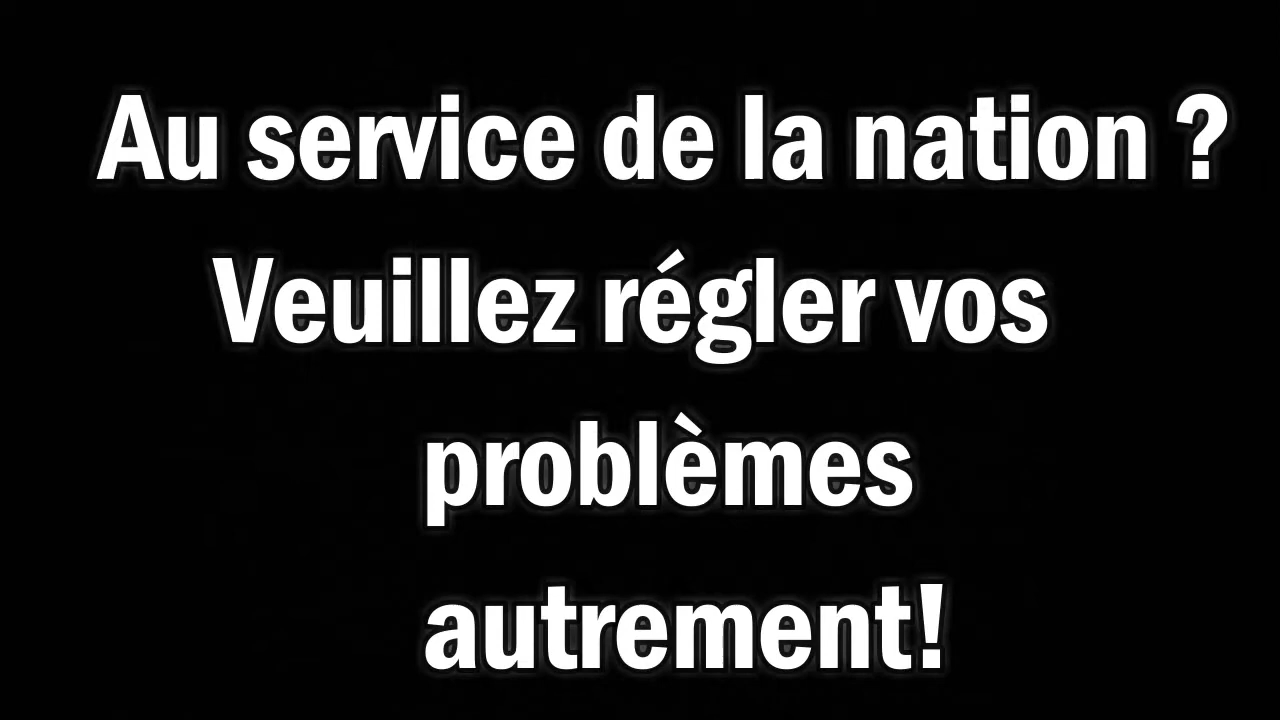 Au service de la nation ?
Veuillez régler vos
problèmes
autrement!